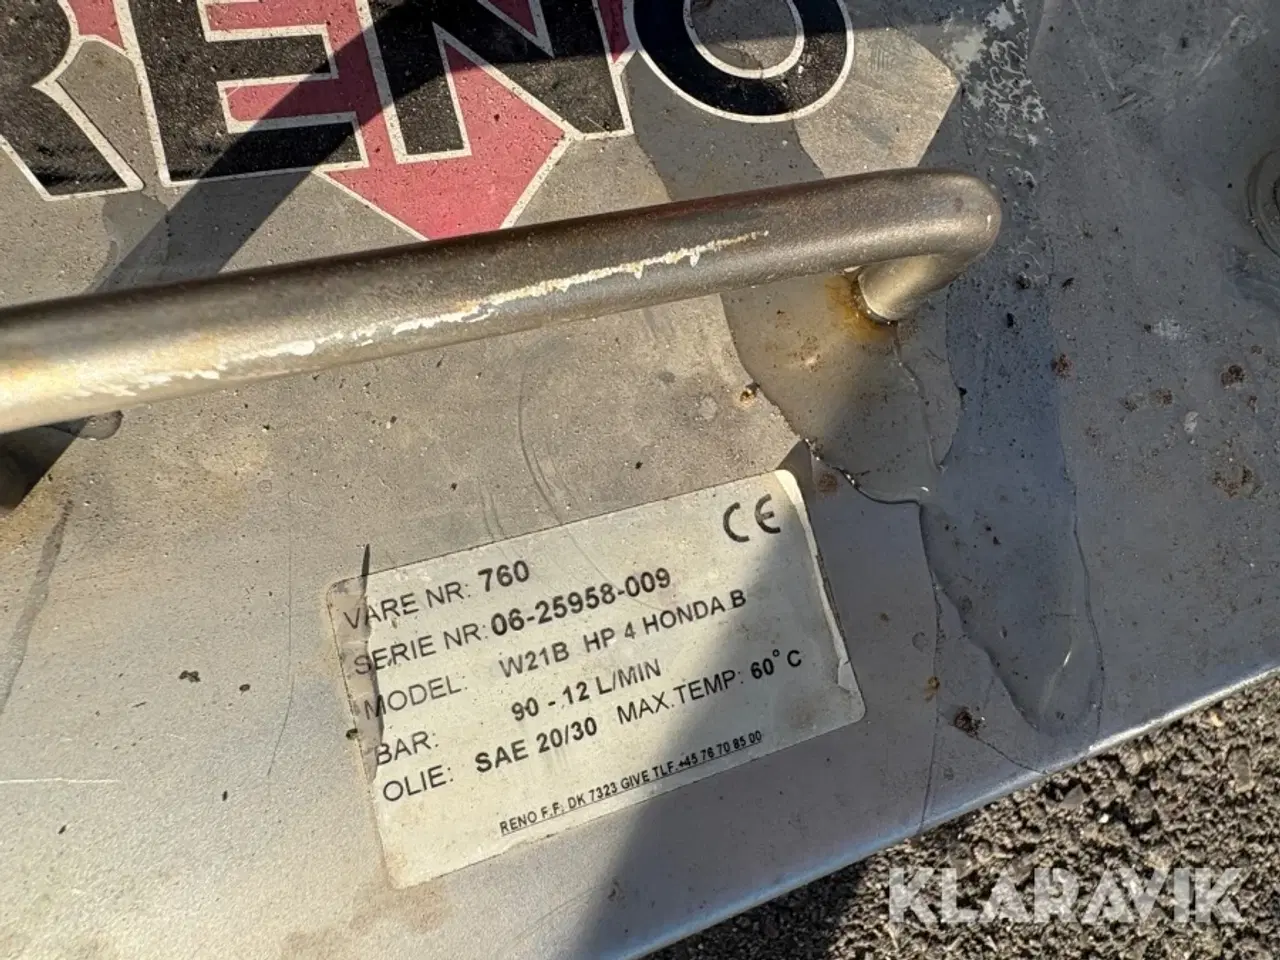 RENO
CE
VARE NR: 760
SERIE NR: 06-25958-009
MODEL: W21B HP 4 HONDA B
BAR: 90 - 12 L/MIN
OLIE: SAE 20/30 MAX.TEMP: 60°C
RENO F.F. DK 7323 GIVE TLF.+45 76 70 85 00
KLARAVIK